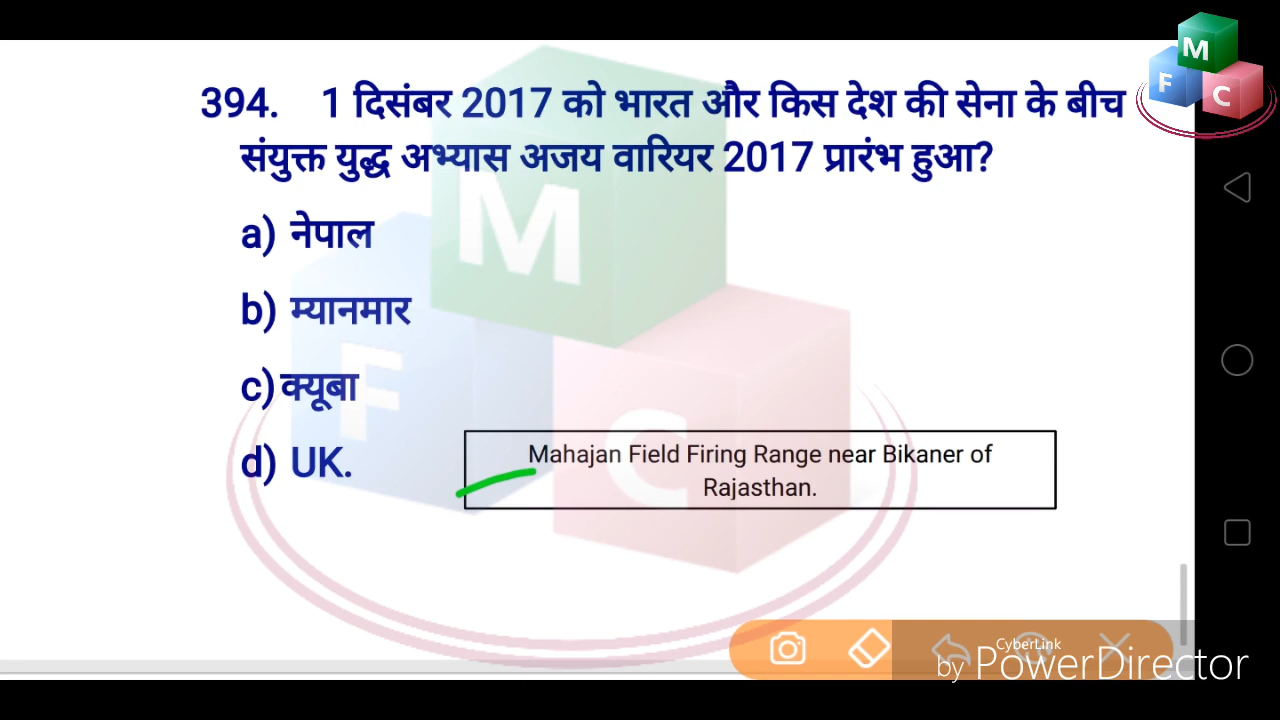 394. 1 दिसंबर 2017 को भारत और किस देश की सेना के बीच
संयुक्त युद्ध अभ्यास अजय वारियर 2017 प्रारंभ हुआ?
a) नेपाल
b) म्यानमार
c) क्यूबा
d) UK.
Mahajan Field Firing Range near Bikaner of
Rajasthan.
M
F
C
M
F
C
CyberLink
by PowerDirector